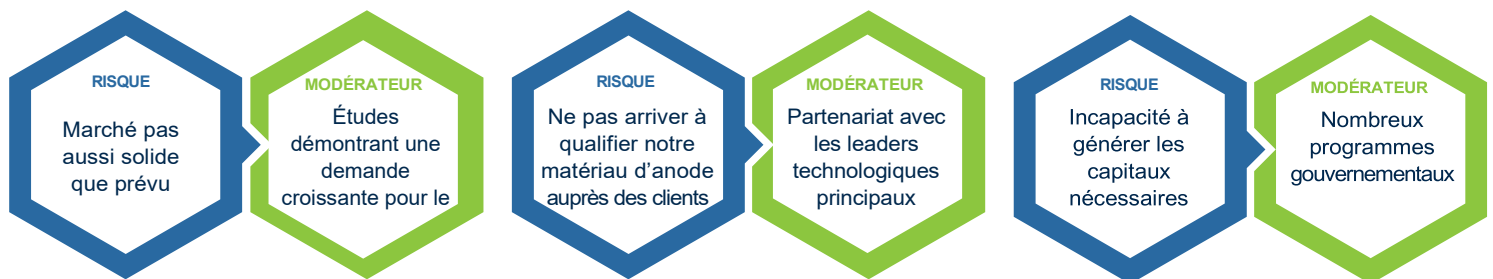 RISQUE
Marché pas
aussi solide
que prévu
MODÉRATEUR
Études
démontrant une
demande
croissante pour le
RISQUE
Ne pas arriver à
qualifier notre
matériau d’anode
auprès des clients
MODÉRATEUR
Partenariat avec
les leaders
technologiques
principaux
RISQUE
Incapacité à
générer les
capitaux
nécessaires
MODÉRATEUR
Nombreux
programmes
gouvernementaux